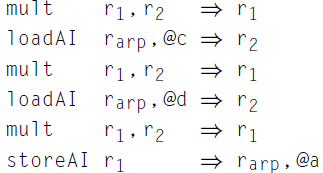 mult r₁,r₂ ⇒ r₁
loadAI rₐᵣₚ,@c ⇒ r₂
mult r₁,r₂ ⇒ r₁
loadAI rₐᵣₚ,@d ⇒ r₂
mult r₁,r₂ ⇒ r₁
storeAI r₁ ⇒ rₐᵣₚ,@a